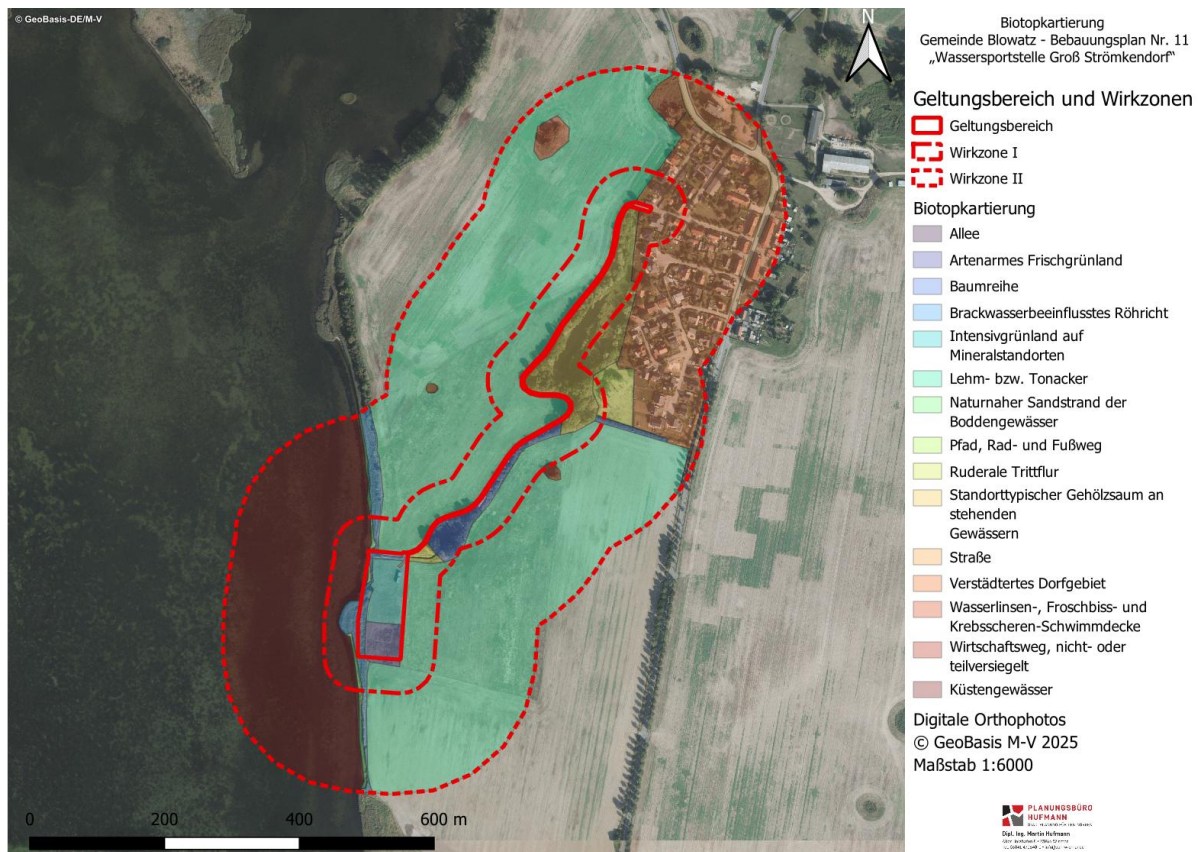 © GeoBasis-DE/M-V
N
Biotopkartierung
Gemeinde Blowatz - Bebauungsplan Nr. 11
„Wassersportstelle Groß Strömkendorf“
Geltungsbereich und Wirkzonen
Geltungsbereich
Wirkzone I
Wirkzone II
Biotopkartierung
Allee
Artenarmes Frischgrünland
Baumreihe
Brackwasserbeeinflusstes Röhricht
Intensivgrünland auf
Mineralstandorten
Lehm- bzw. Tonacker
Naturnaher Sandstrand der
Boddengewässer
Pfad, Rad- und Fußweg
Ruderale Trittflur
Standorttypischer Gehölzsaum an
stehenden
Gewässern
Straße
Verstädtertes Dorfgebiet
Wasserlinsen-, Froschbiss- und
Krebsscheren-Schwimmdecke
Wirtschaftsweg, nicht- oder
teilversiegelt
Küstengewässer
Digitale Orthophotos
© GeoBasis M-V 2025
Maßstab 1:6000
0 200 400 600 m
PLANUNGSBÜRO
HUFMANN
Dipl. Ing. Martin Hufmann